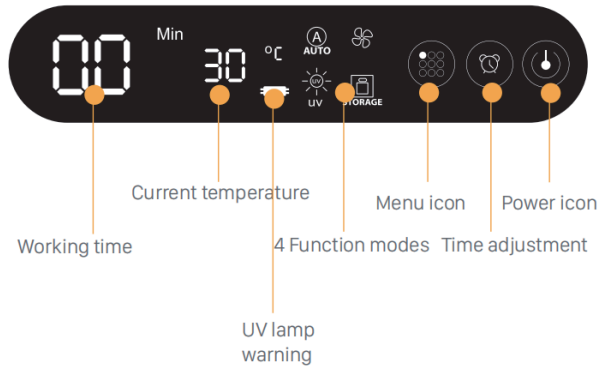 00 Min 30 °C
A
AUTO
UV
UV
STORAGE
Current temperature
Menu icon
Power icon
Working time
4 Function modes
Time adjustment
UV lamp
warning